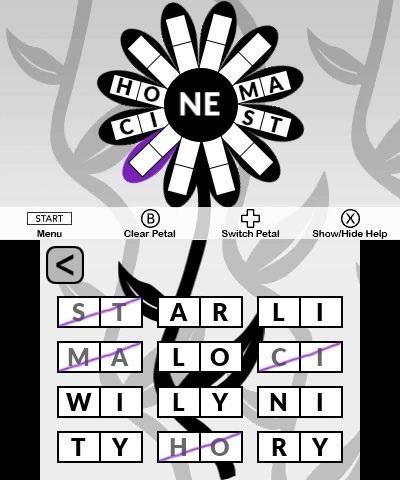 HO NE MA
CI ST
START B X
Menu Clear Petal Switch Petal Show/Hide Help
<
ST AR LI
MA LO CI
WI LY NI
TY HO RY